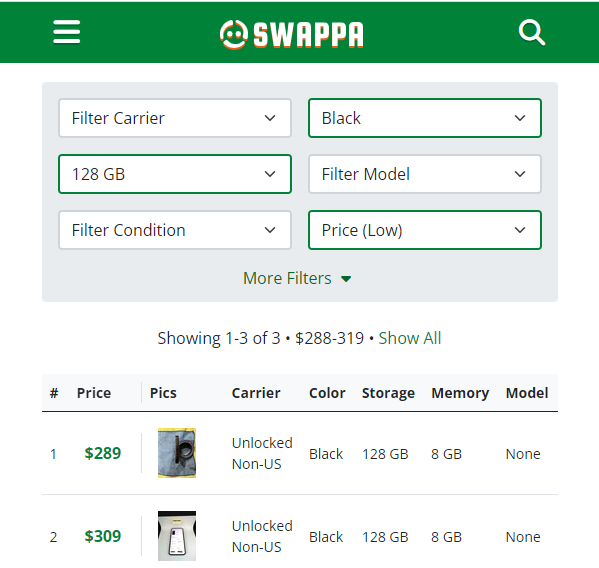 SWAPPA
Filter Carrier
Black
128 GB
Filter Model
Filter Condition
Price (Low)
More Filters
Showing 1-3 of 3 • $288-319 • Show All
# Price Pics Carrier Color Storage Memory Model
1 $289 Unlocked Non-US Black 128 GB 8 GB None
2 $309 Unlocked Non-US Black 128 GB 8 GB None